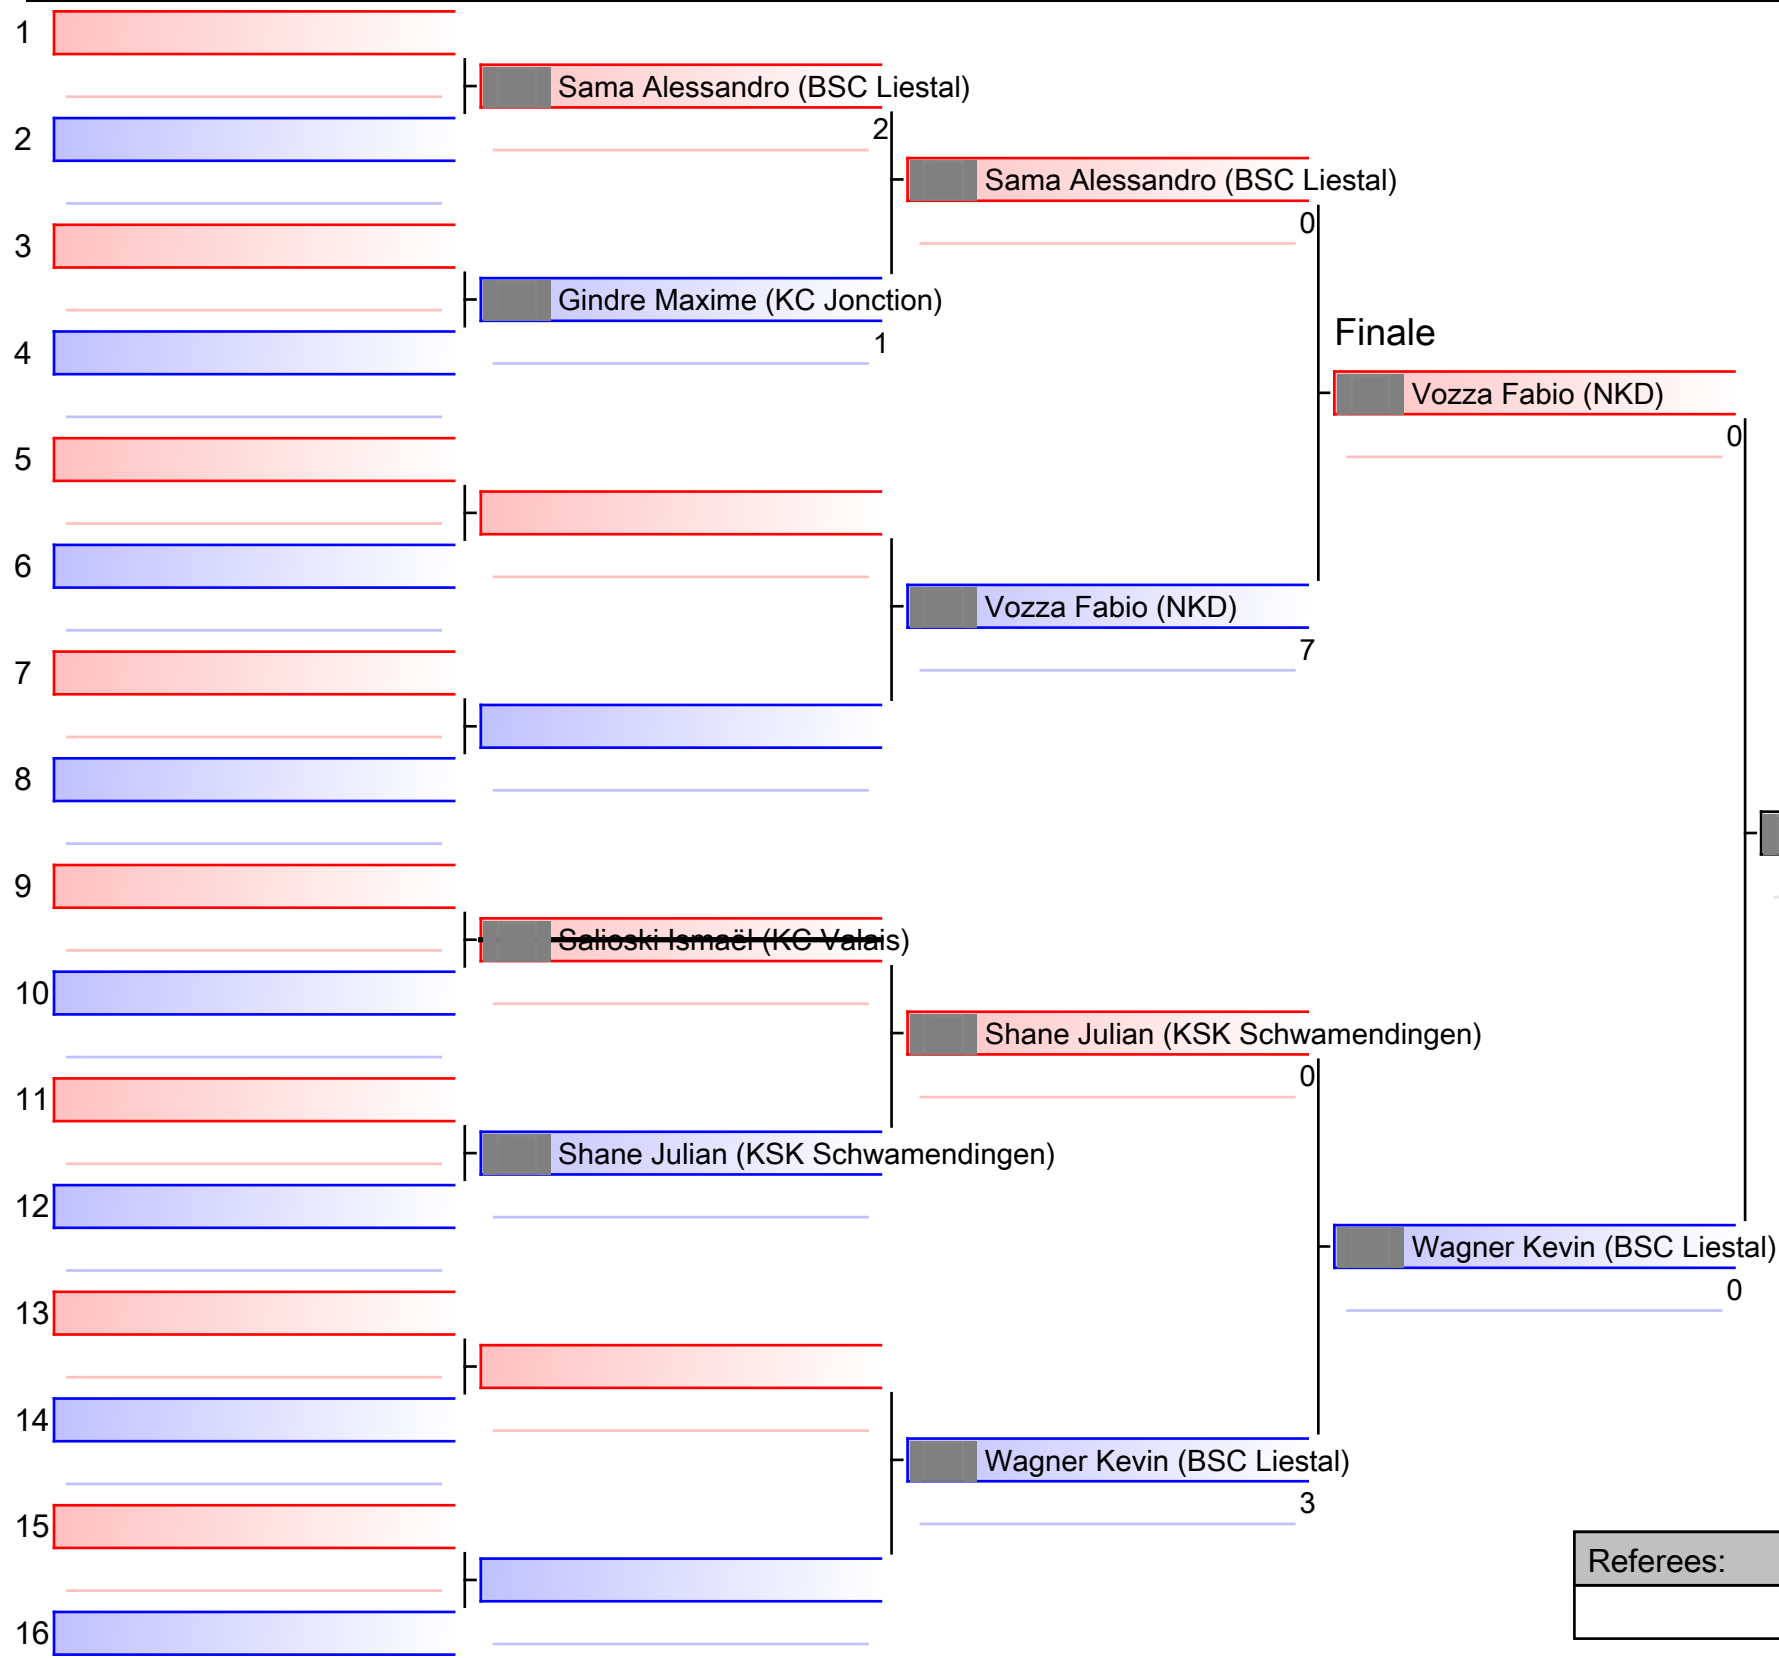 1
Sama Alessandro (BSC Liestal)
2
2
Sama Alessandro (BSC Liestal)
0
3
Gindre Maxime (KC Jonction)
1
Finale
4
Vozza Fabio (NKD)
0
5
6
Vozza Fabio (NKD)
7
7
8
9
Salioski Ismaël (KC Valais)
10
Shane Julian (KSK Schwamendingen)
0
11
Shane Julian (KSK Schwamendingen)
12
Wagner Kevin (BSC Liestal)
0
13
14
Wagner Kevin (BSC Liestal)
3
15
Referees:
16